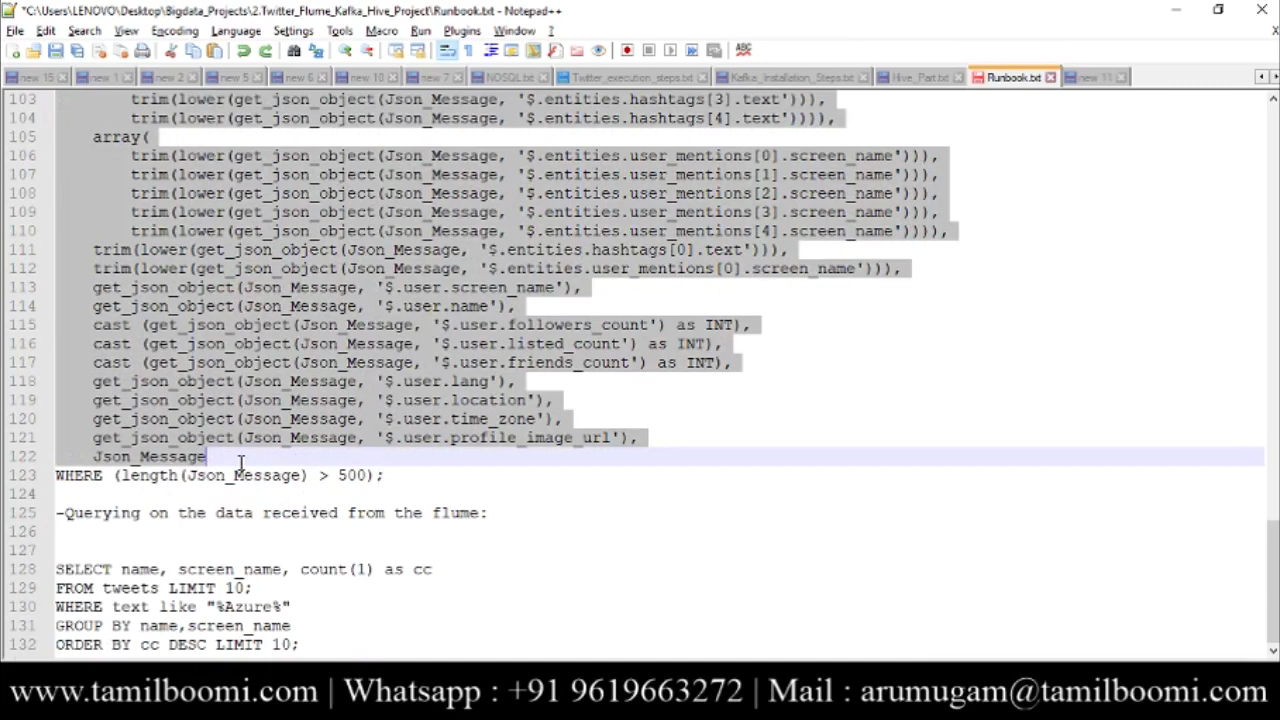 *C:\Users\LENOVO\Desktop\Bigdata_Projects\2.Twitter_Flume_Kafka_Hive_Project\Runbook.txt - Notepad++
File Edit Search View Encoding Language Settings Tools Macro Run Plugins Window ?
new 15 new 1 new 2 new 5 new 6 new 10 new 7 NOSQL.txt Twitter_execution_steps.txt Kafka_Installation_Steps.txt Hive_Part.txt Runbook.txt new 11
103 trim(lower(get_json_object(Json_Message, '$.entities.hashtags[3].text'))),
104 trim(lower(get_json_object(Json_Message, '$.entities.hashtags[4].text')))),
105 array(
106 trim(lower(get_json_object(Json_Message, '$.entities.user_mentions[0].screen_name'))),
107 trim(lower(get_json_object(Json_Message, '$.entities.user_mentions[1].screen_name'))),
108 trim(lower(get_json_object(Json_Message, '$.entities.user_mentions[2].screen_name'))),
109 trim(lower(get_json_object(Json_Message, '$.entities.user_mentions[3].screen_name'))),
110 trim(lower(get_json_object(Json_Message, '$.entities.user_mentions[4].screen_name')))),
111 trim(lower(get_json_object(Json_Message, '$.entities.hashtags[0].text'))),
112 trim(lower(get_json_object(Json_Message, '$.entities.user_mentions[0].screen_name'))),
113 get_json_object(Json_Message, '$.user.screen_name'),
114 get_json_object(Json_Message, '$.user.name'),
115 cast (get_json_object(Json_Message, '$.user.followers_count') as INT),
116 cast (get_json_object(Json_Message, '$.user.listed_count') as INT),
117 cast (get_json_object(Json_Message, '$.user.friends_count') as INT),
118 get_json_object(Json_Message, '$.user.lang'),
119 get_json_object(Json_Message, '$.user.location'),
120 get_json_object(Json_Message, '$.user.time_zone'),
121 get_json_object(Json_Message, '$.user.profile_image_url'),
122 Json_Message
123 WHERE (length(Json_Message) > 500);
124
125 -Querying on the data received from the flume:
126
127
128 SELECT name, screen_name, count(1) as cc
129 FROM tweets LIMIT 10;
130 WHERE text like "%Azure%"
131 GROUP BY name,screen_name
132 ORDER BY cc DESC LIMIT 10;
www.tamilboomi.com | Whatsapp : +91 9619663272 | Mail : arumugam@tamilboomi.com